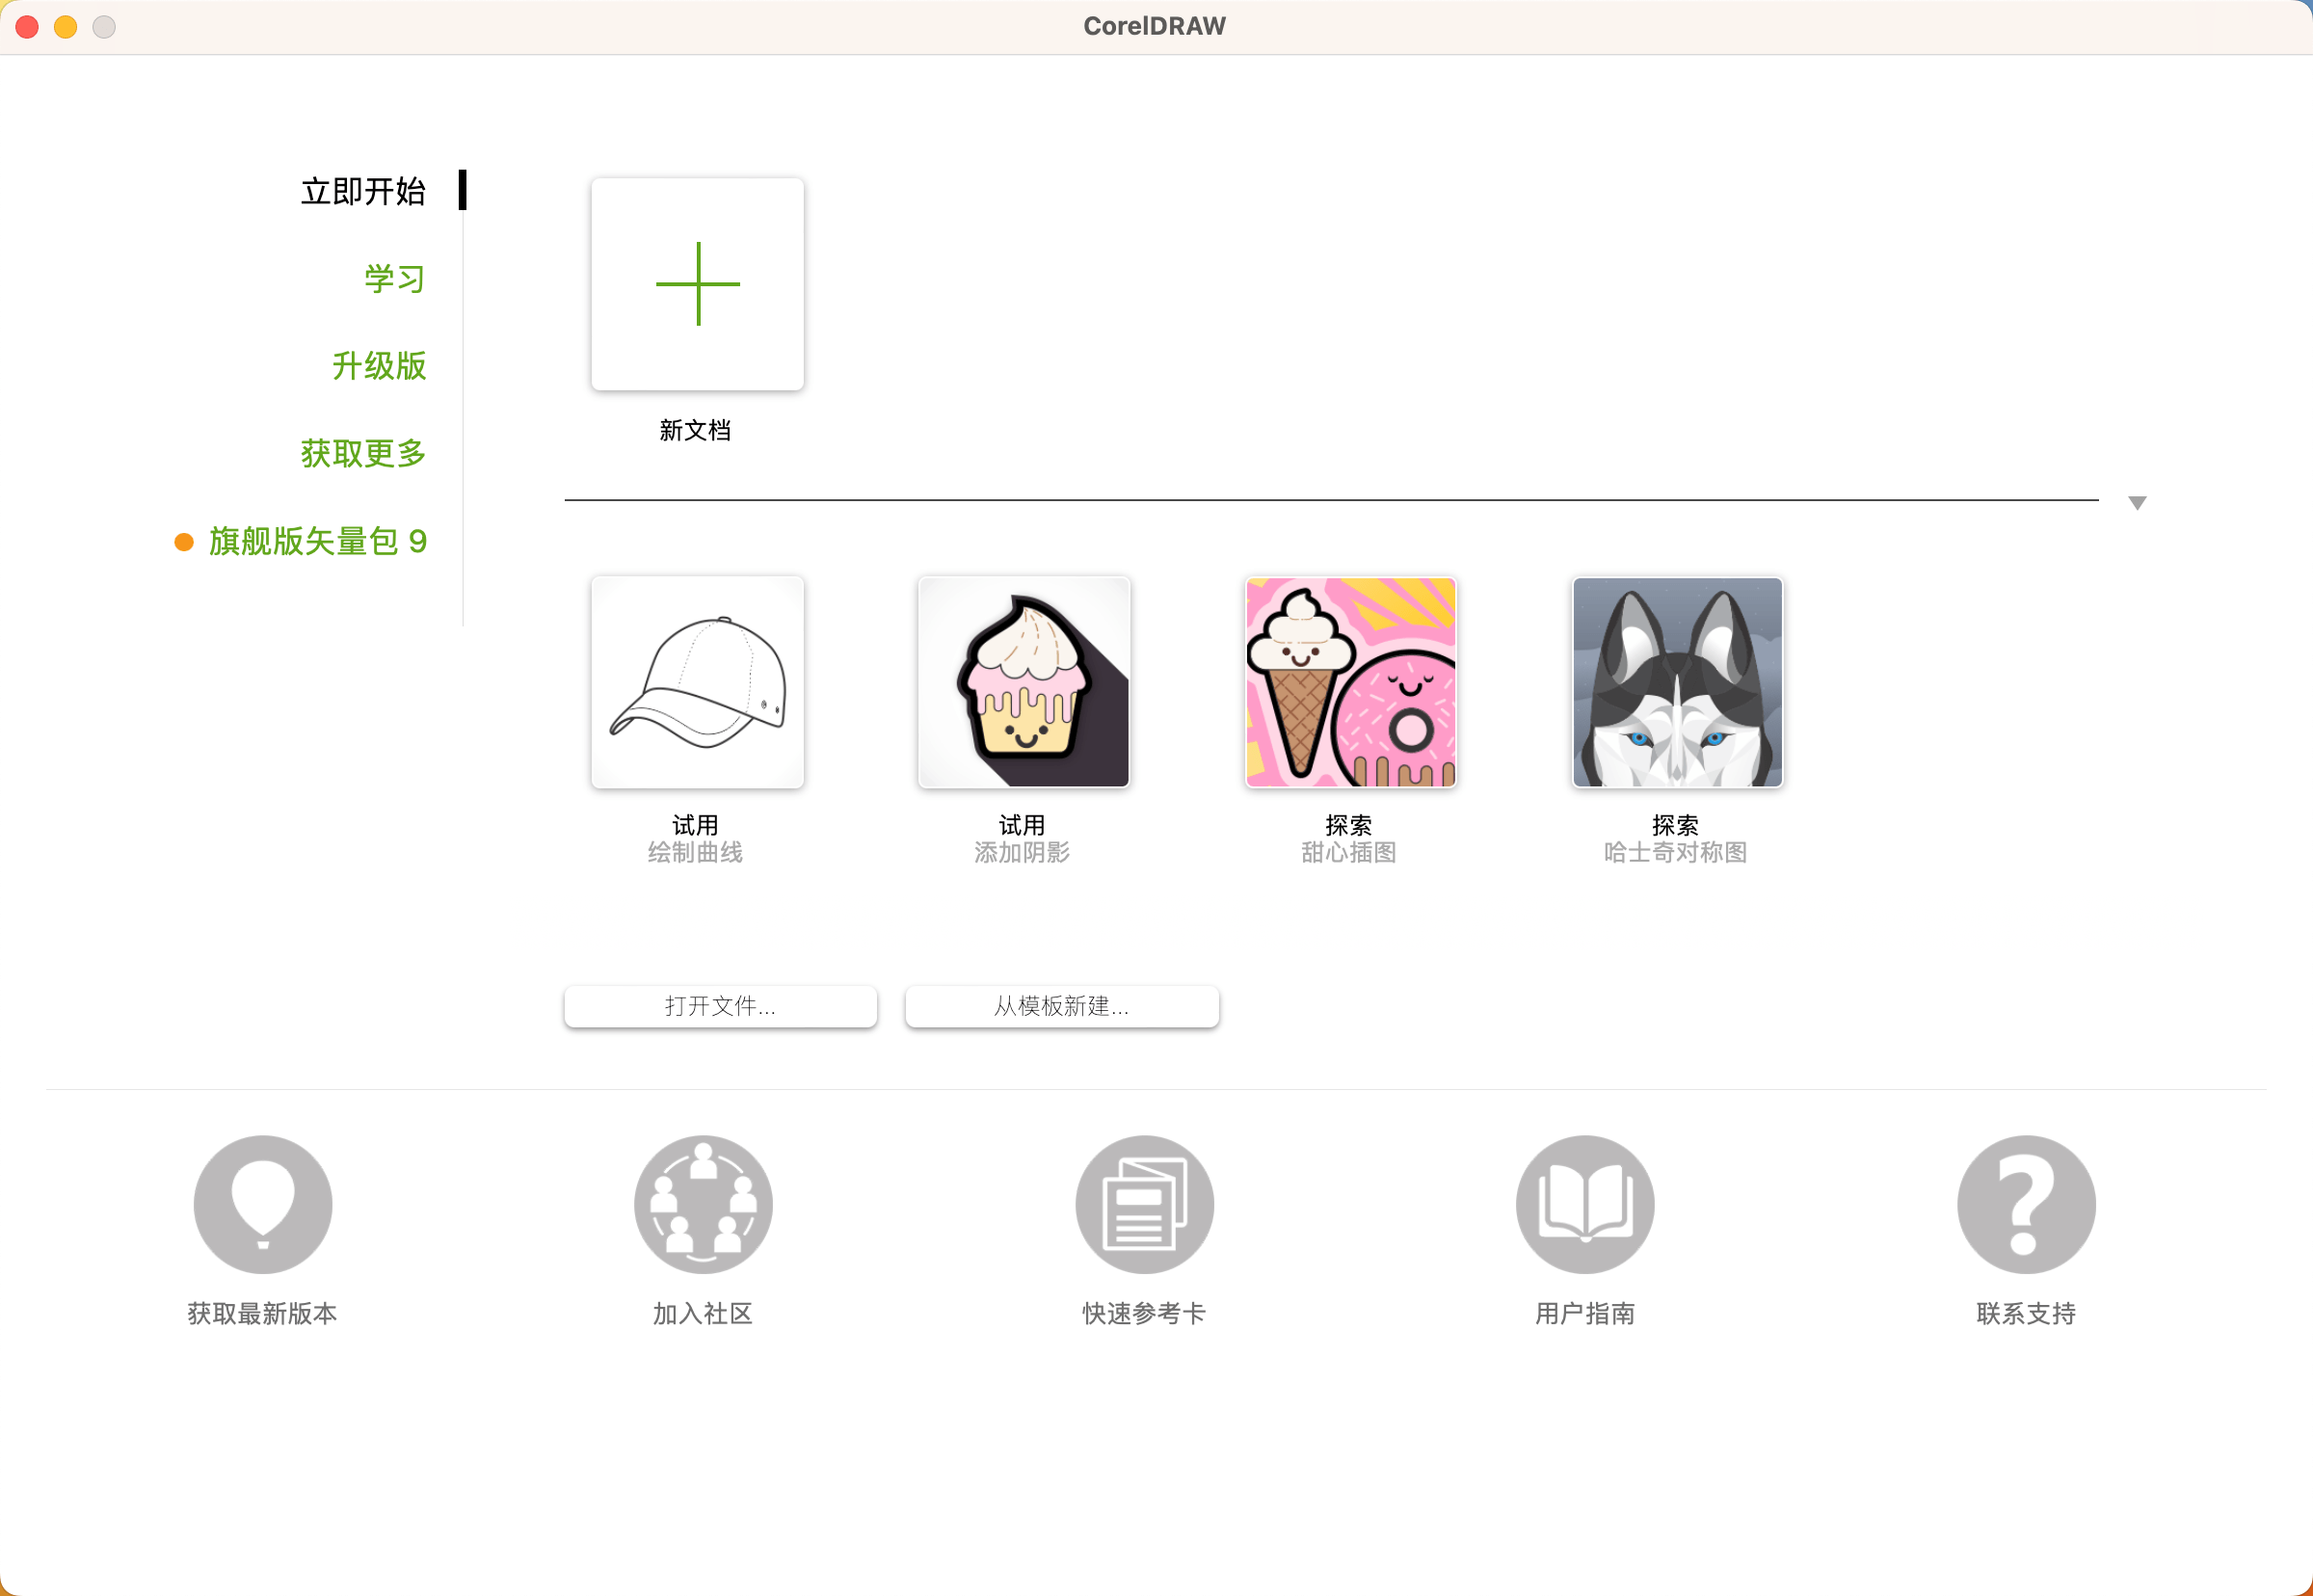 CorelDRAW
立即开始
学习
升级版
获取更多
旗舰版矢量包 9
新文档
试用
绘制曲线
试用
添加阴影
探索
甜心插图
探索
哈士奇对称图
打开文件...
从模板新建...
获取最新版本
加入社区
快速参考卡
用户指南
联系支持